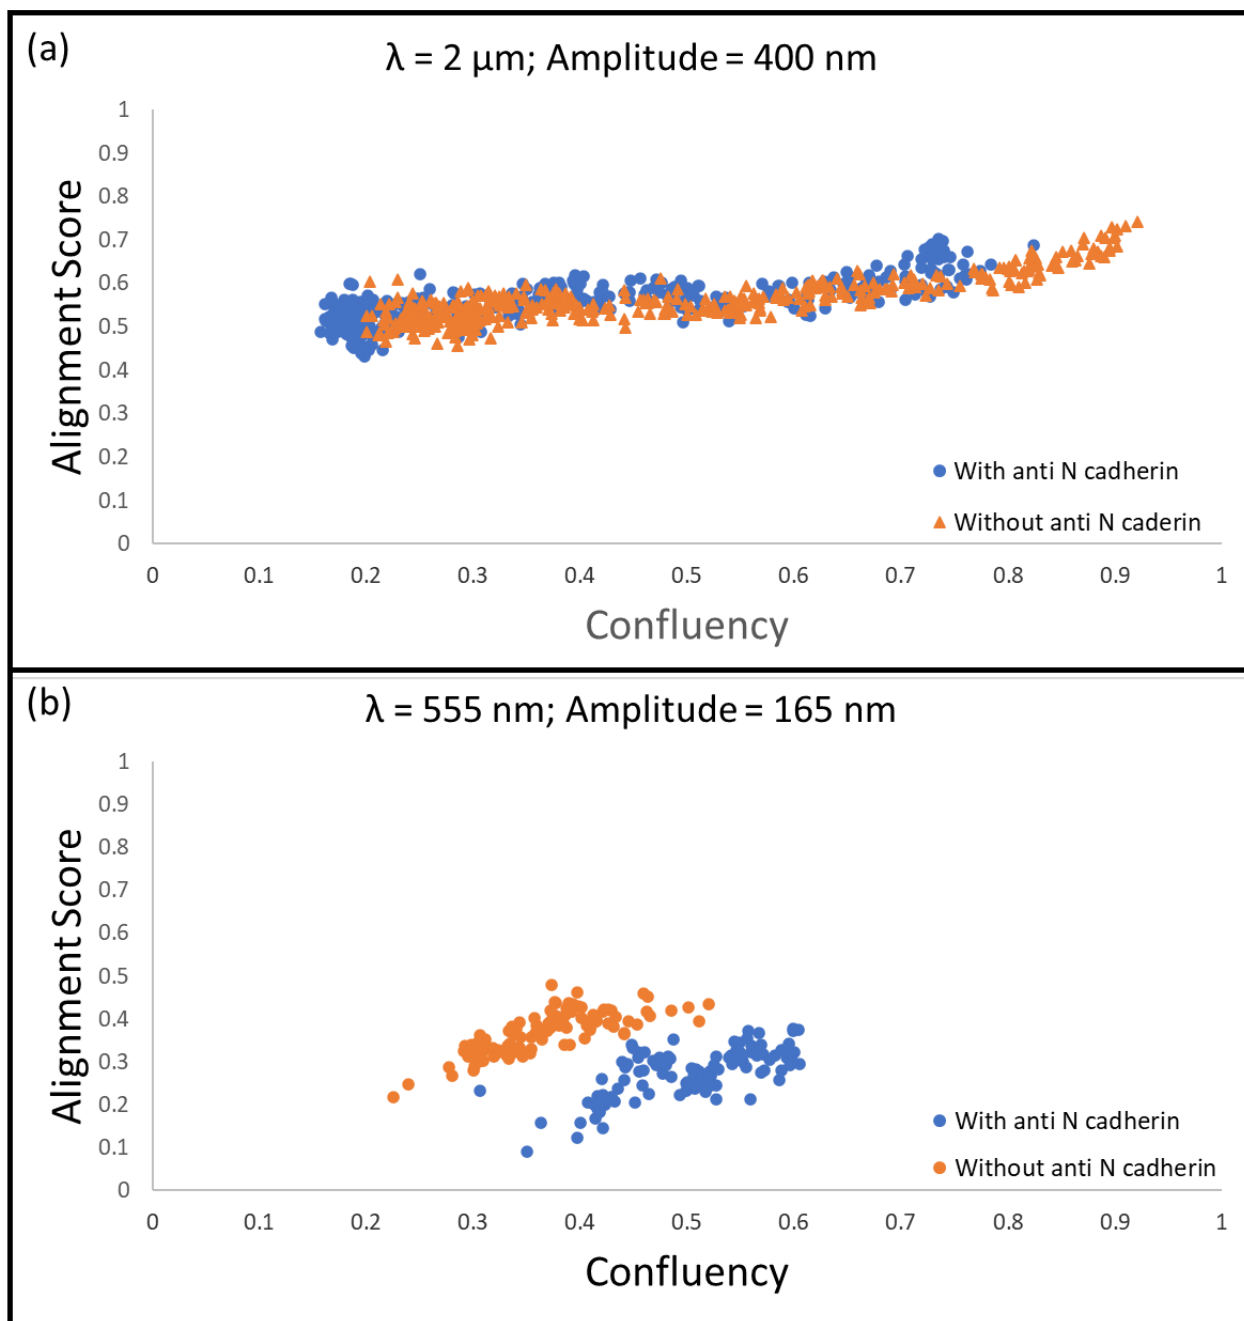 (a)
λ = 2 µm; Amplitude = 400 nm
1
0.9
0.8
0.7
0.6
0.5
0.4
0.3
0.2
0.1
0
Alignment Score
With anti N cadherin
Without anti N caderin
0 0.1 0.2 0.3 0.4 0.5 0.6 0.7 0.8 0.9 1
Confluency
(b)
λ = 555 nm; Amplitude = 165 nm
1
0.9
0.8
0.7
0.6
0.5
0.4
0.3
0.2
0.1
0
Alignment Score
With anti N cadherin
Without anti N cadherin
0 0.1 0.2 0.3 0.4 0.5 0.6 0.7 0.8 0.9 1
Confluency